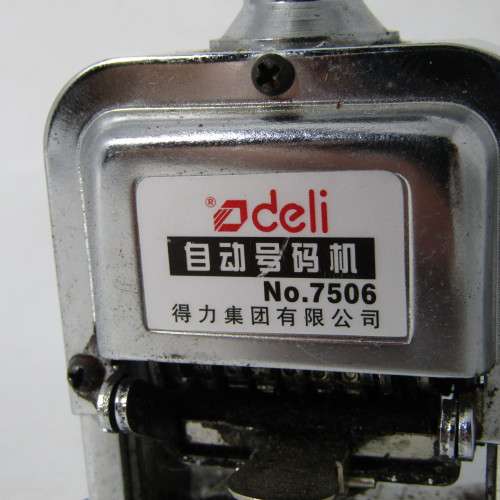 ® deli
自动号码机
No.7506
得力集团有限公司